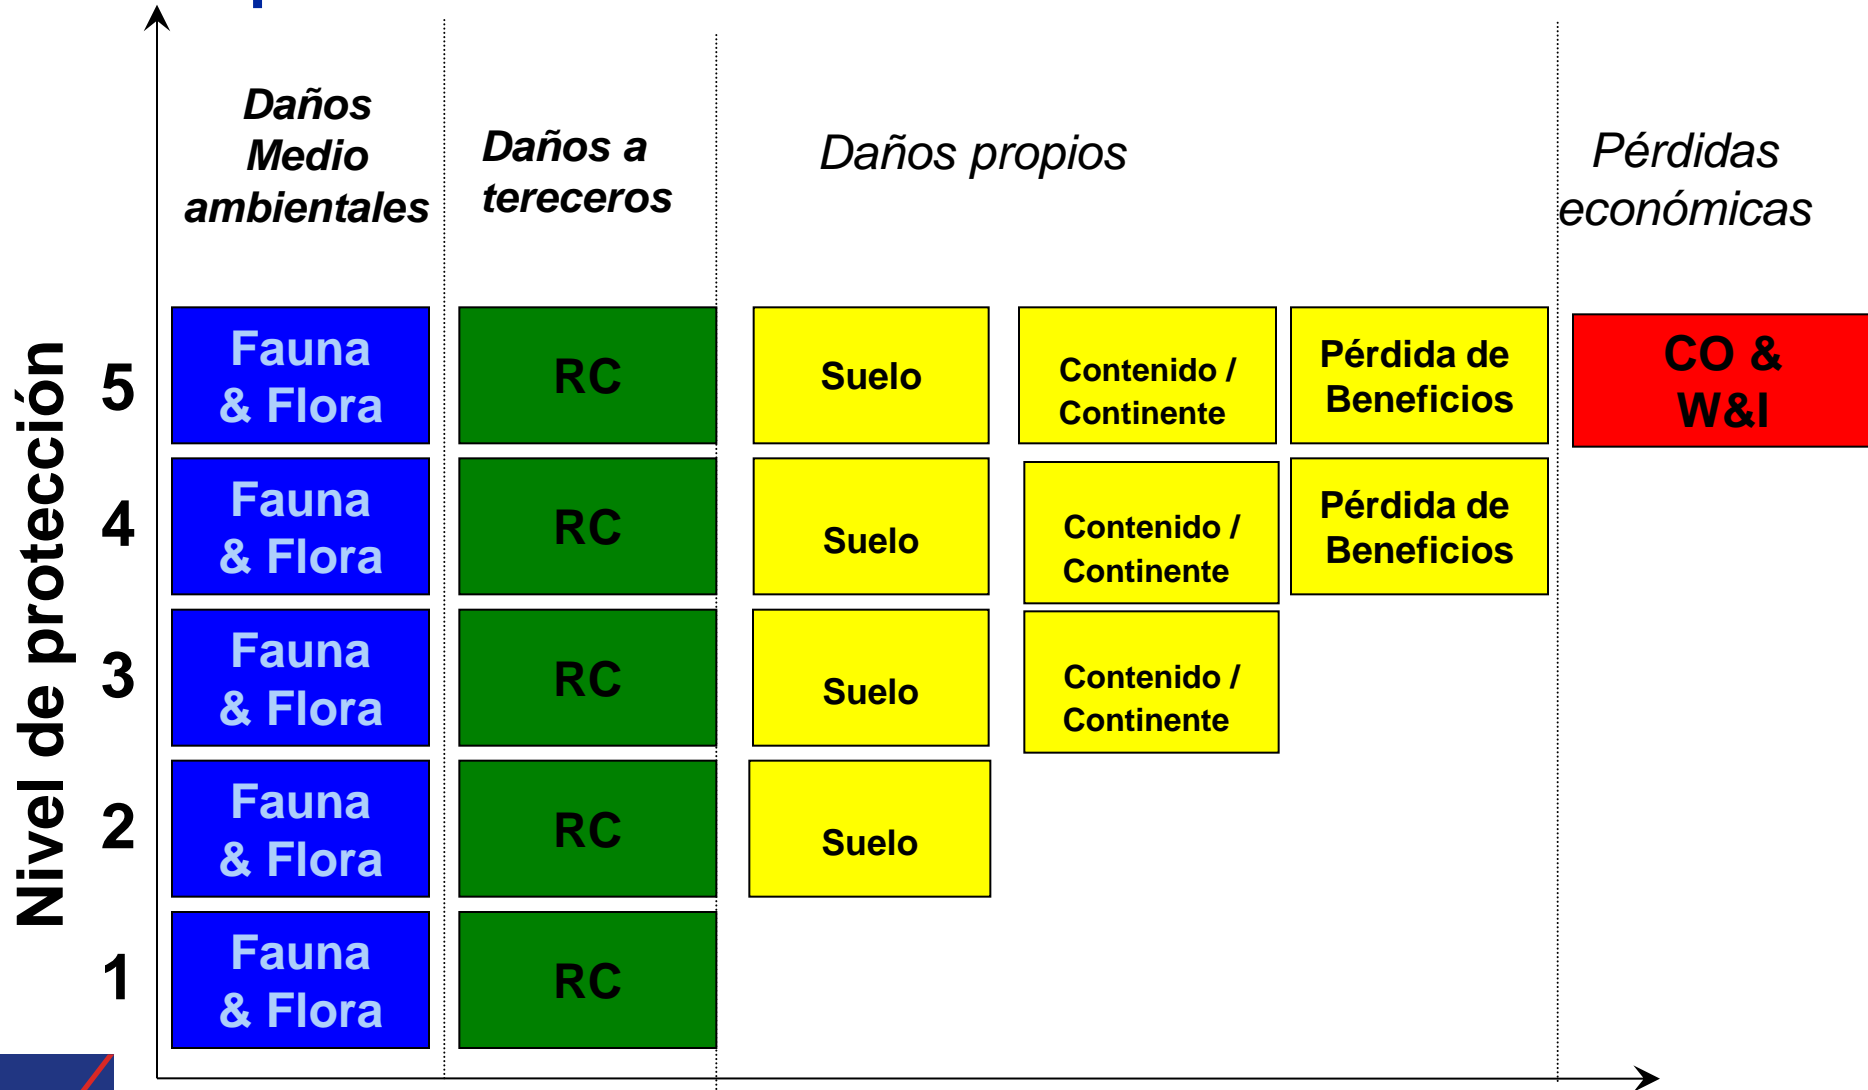 Daños
Medio
ambientales
Daños a
tereceros
Daños propios
Pérdidas
económicas
Nivel de protección
5
Fauna
& Flora
RC
Suelo
Contenido /
Continente
Pérdida de
Beneficios
CO &
W&I
4
Fauna
& Flora
RC
Suelo
Contenido /
Continente
Pérdida de
Beneficios
3
Fauna
& Flora
RC
Suelo
Contenido /
Continente
2
Fauna
& Flora
RC
Suelo
1
Fauna
& Flora
RC